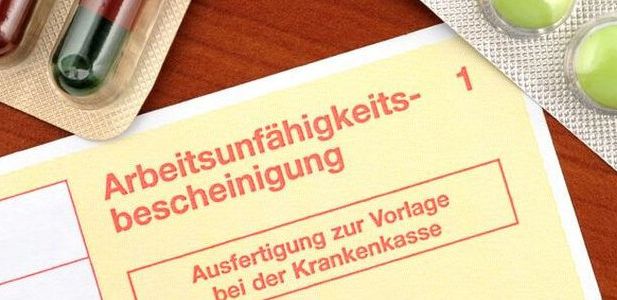 Arbeitsunfähigkeits- 1
bescheinigung
Ausfertigung zur Vorlage
bei der Krankenkasse